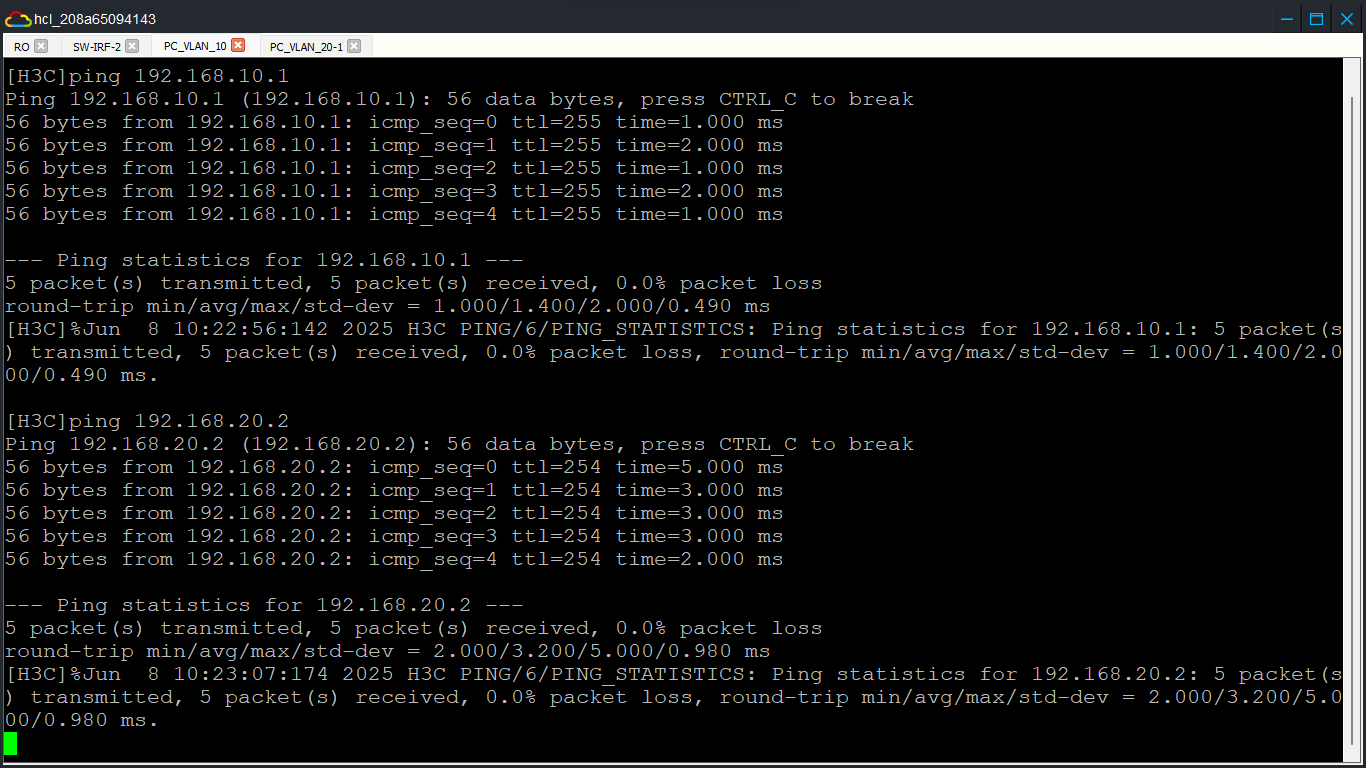 hcl_208a65094143
RO SW-IRF-2 PC_VLAN_10 PC_VLAN_20-1
[H3C]ping 192.168.10.1
Ping 192.168.10.1 (192.168.10.1): 56 data bytes, press CTRL_C to break
56 bytes from 192.168.10.1: icmp_seq=0 ttl=255 time=1.000 ms
56 bytes from 192.168.10.1: icmp_seq=1 ttl=255 time=2.000 ms
56 bytes from 192.168.10.1: icmp_seq=2 ttl=255 time=1.000 ms
56 bytes from 192.168.10.1: icmp_seq=3 ttl=255 time=2.000 ms
56 bytes from 192.168.10.1: icmp_seq=4 ttl=255 time=1.000 ms

--- Ping statistics for 192.168.10.1 ---
5 packet(s) transmitted, 5 packet(s) received, 0.0% packet loss
round-trip min/avg/max/std-dev = 1.000/1.400/2.000/0.490 ms
[H3C]%Jun  8 10:22:56:142 2025 H3C PING/6/PING_STATISTICS: Ping statistics for 192.168.10.1: 5 packet(s
) transmitted, 5 packet(s) received, 0.0% packet loss, round-trip min/avg/max/std-dev = 1.000/1.400/2.0
00/0.490 ms.

[H3C]ping 192.168.20.2
Ping 192.168.20.2 (192.168.20.2): 56 data bytes, press CTRL_C to break
56 bytes from 192.168.20.2: icmp_seq=0 ttl=254 time=5.000 ms
56 bytes from 192.168.20.2: icmp_seq=1 ttl=254 time=3.000 ms
56 bytes from 192.168.20.2: icmp_seq=2 ttl=254 time=3.000 ms
56 bytes from 192.168.20.2: icmp_seq=3 ttl=254 time=3.000 ms
56 bytes from 192.168.20.2: icmp_seq=4 ttl=254 time=2.000 ms

--- Ping statistics for 192.168.20.2 ---
5 packet(s) transmitted, 5 packet(s) received, 0.0% packet loss
round-trip min/avg/max/std-dev = 2.000/3.200/5.000/0.980 ms
[H3C]%Jun  8 10:23:07:174 2025 H3C PING/6/PING_STATISTICS: Ping statistics for 192.168.20.2: 5 packet(s
) transmitted, 5 packet(s) received, 0.0% packet loss, round-trip min/avg/max/std-dev = 2.000/3.200/5.0
00/0.980 ms.